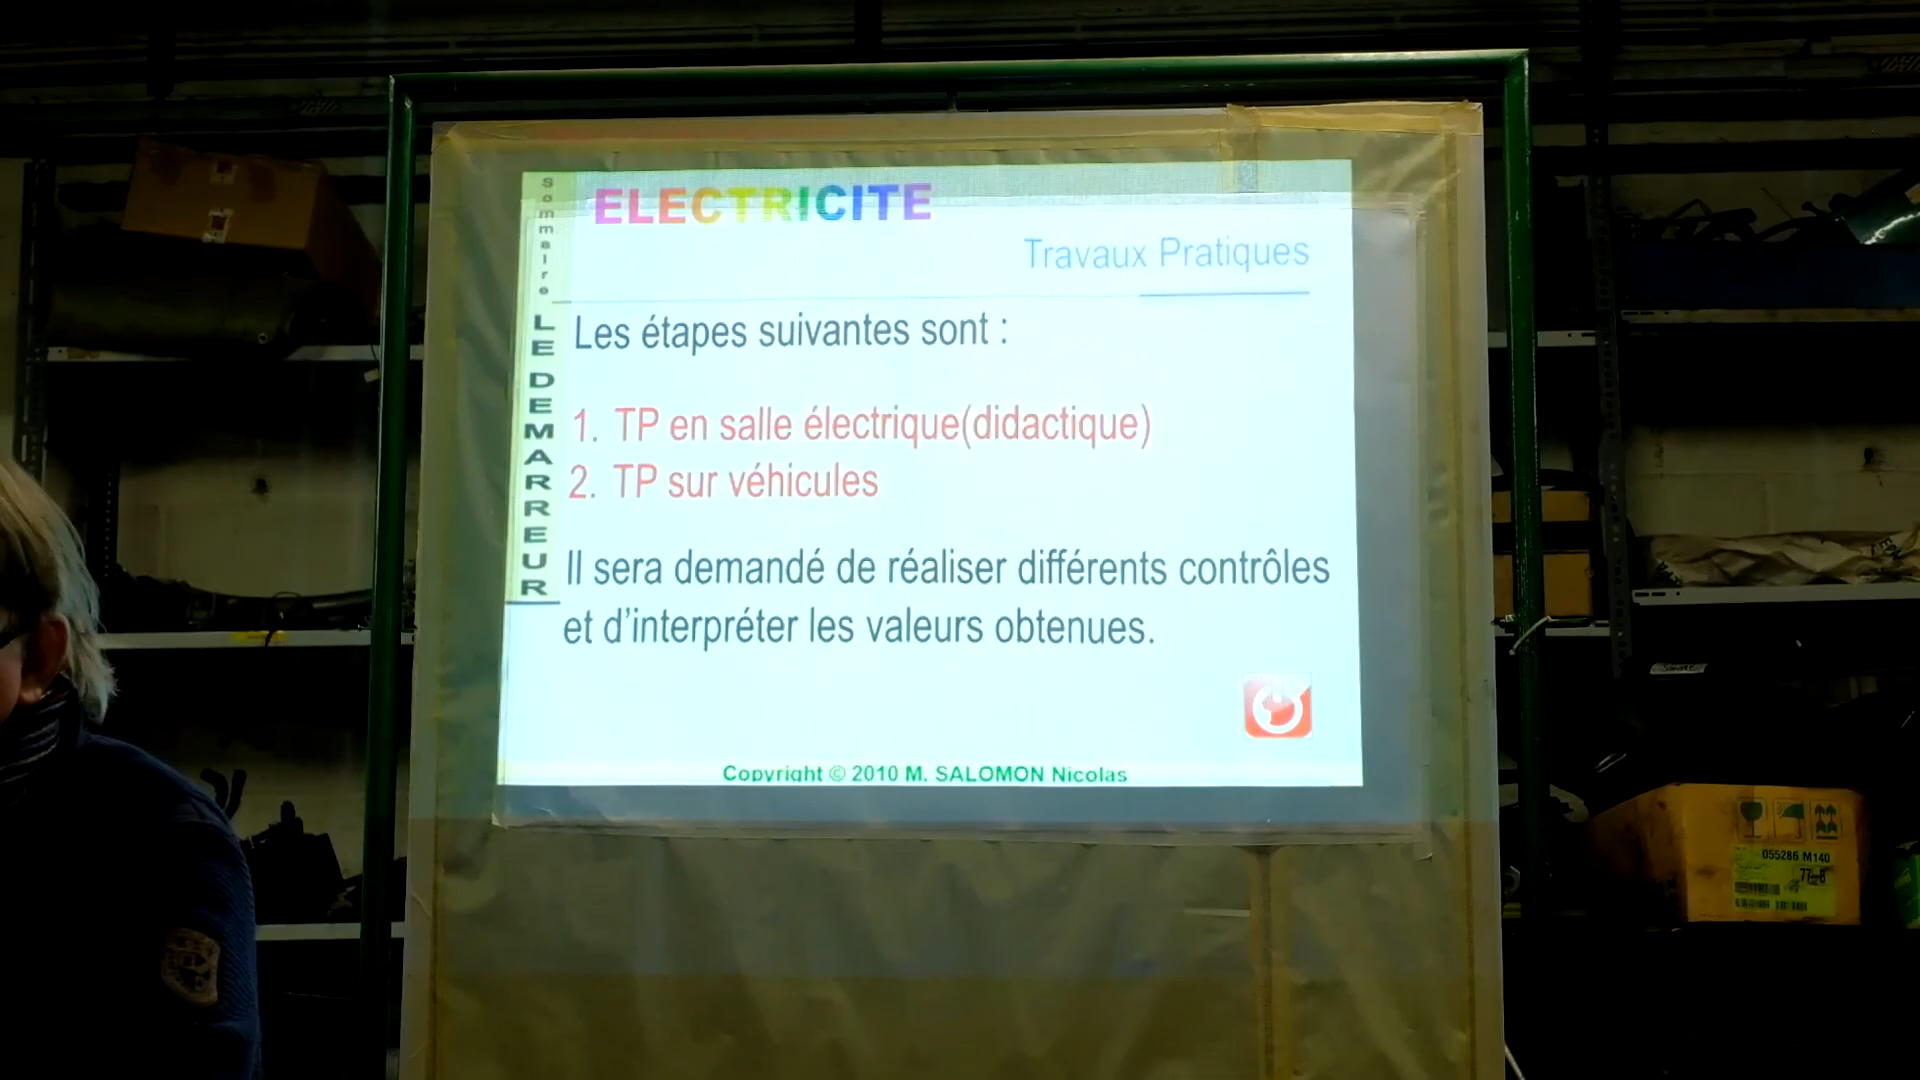 Sommaire
LE DEMARREUR
ELECTRICITE
Travaux Pratiques
Les étapes suivantes sont :
1. TP en salle électrique(didactique)
2. TP sur véhicules
Il sera demandé de réaliser différents contrôles
et d'interpréter les valeurs obtenues.
Copyright © 2010 M. SALOMON Nicolas
055286 M140